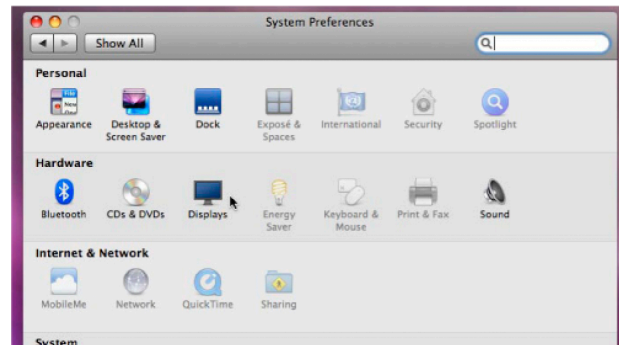 System Preferences
Show All
Personal
Appearance
Desktop &
Screen Saver
Dock
Exposé &
Spaces
International
Security
Spotlight
Hardware
Bluetooth
CDs & DVDs
Displays
Energy
Saver
Keyboard &
Mouse
Print & Fax
Sound
Internet & Network
MobileMe
Network
QuickTime
Sharing
System